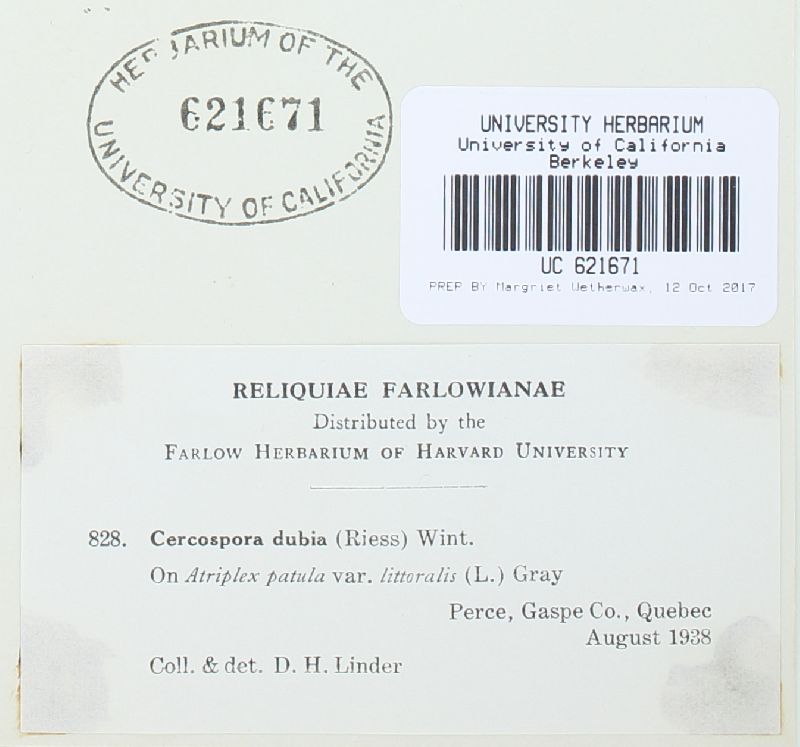 HERBARIUM OF THE
621671
UNIVERSITY OF CALIFORNIA
UNIVERSITY HERBARIUM
University of California
Berkeley
UC 621671
PREP BY Margriet Wetherwax, 12 Oct 2017
RELIQUIAE FARLOWIANAE
Distributed by the
FARLOW HERBARIUM OF HARVARD UNIVERSITY
828. Cercospora dubia (Riess) Wint.
On Atriplex patula var. littoralis (L.) Gray
Perce, Gaspe Co., Quebec
August 1938
Coll. & det. D. H. Linder